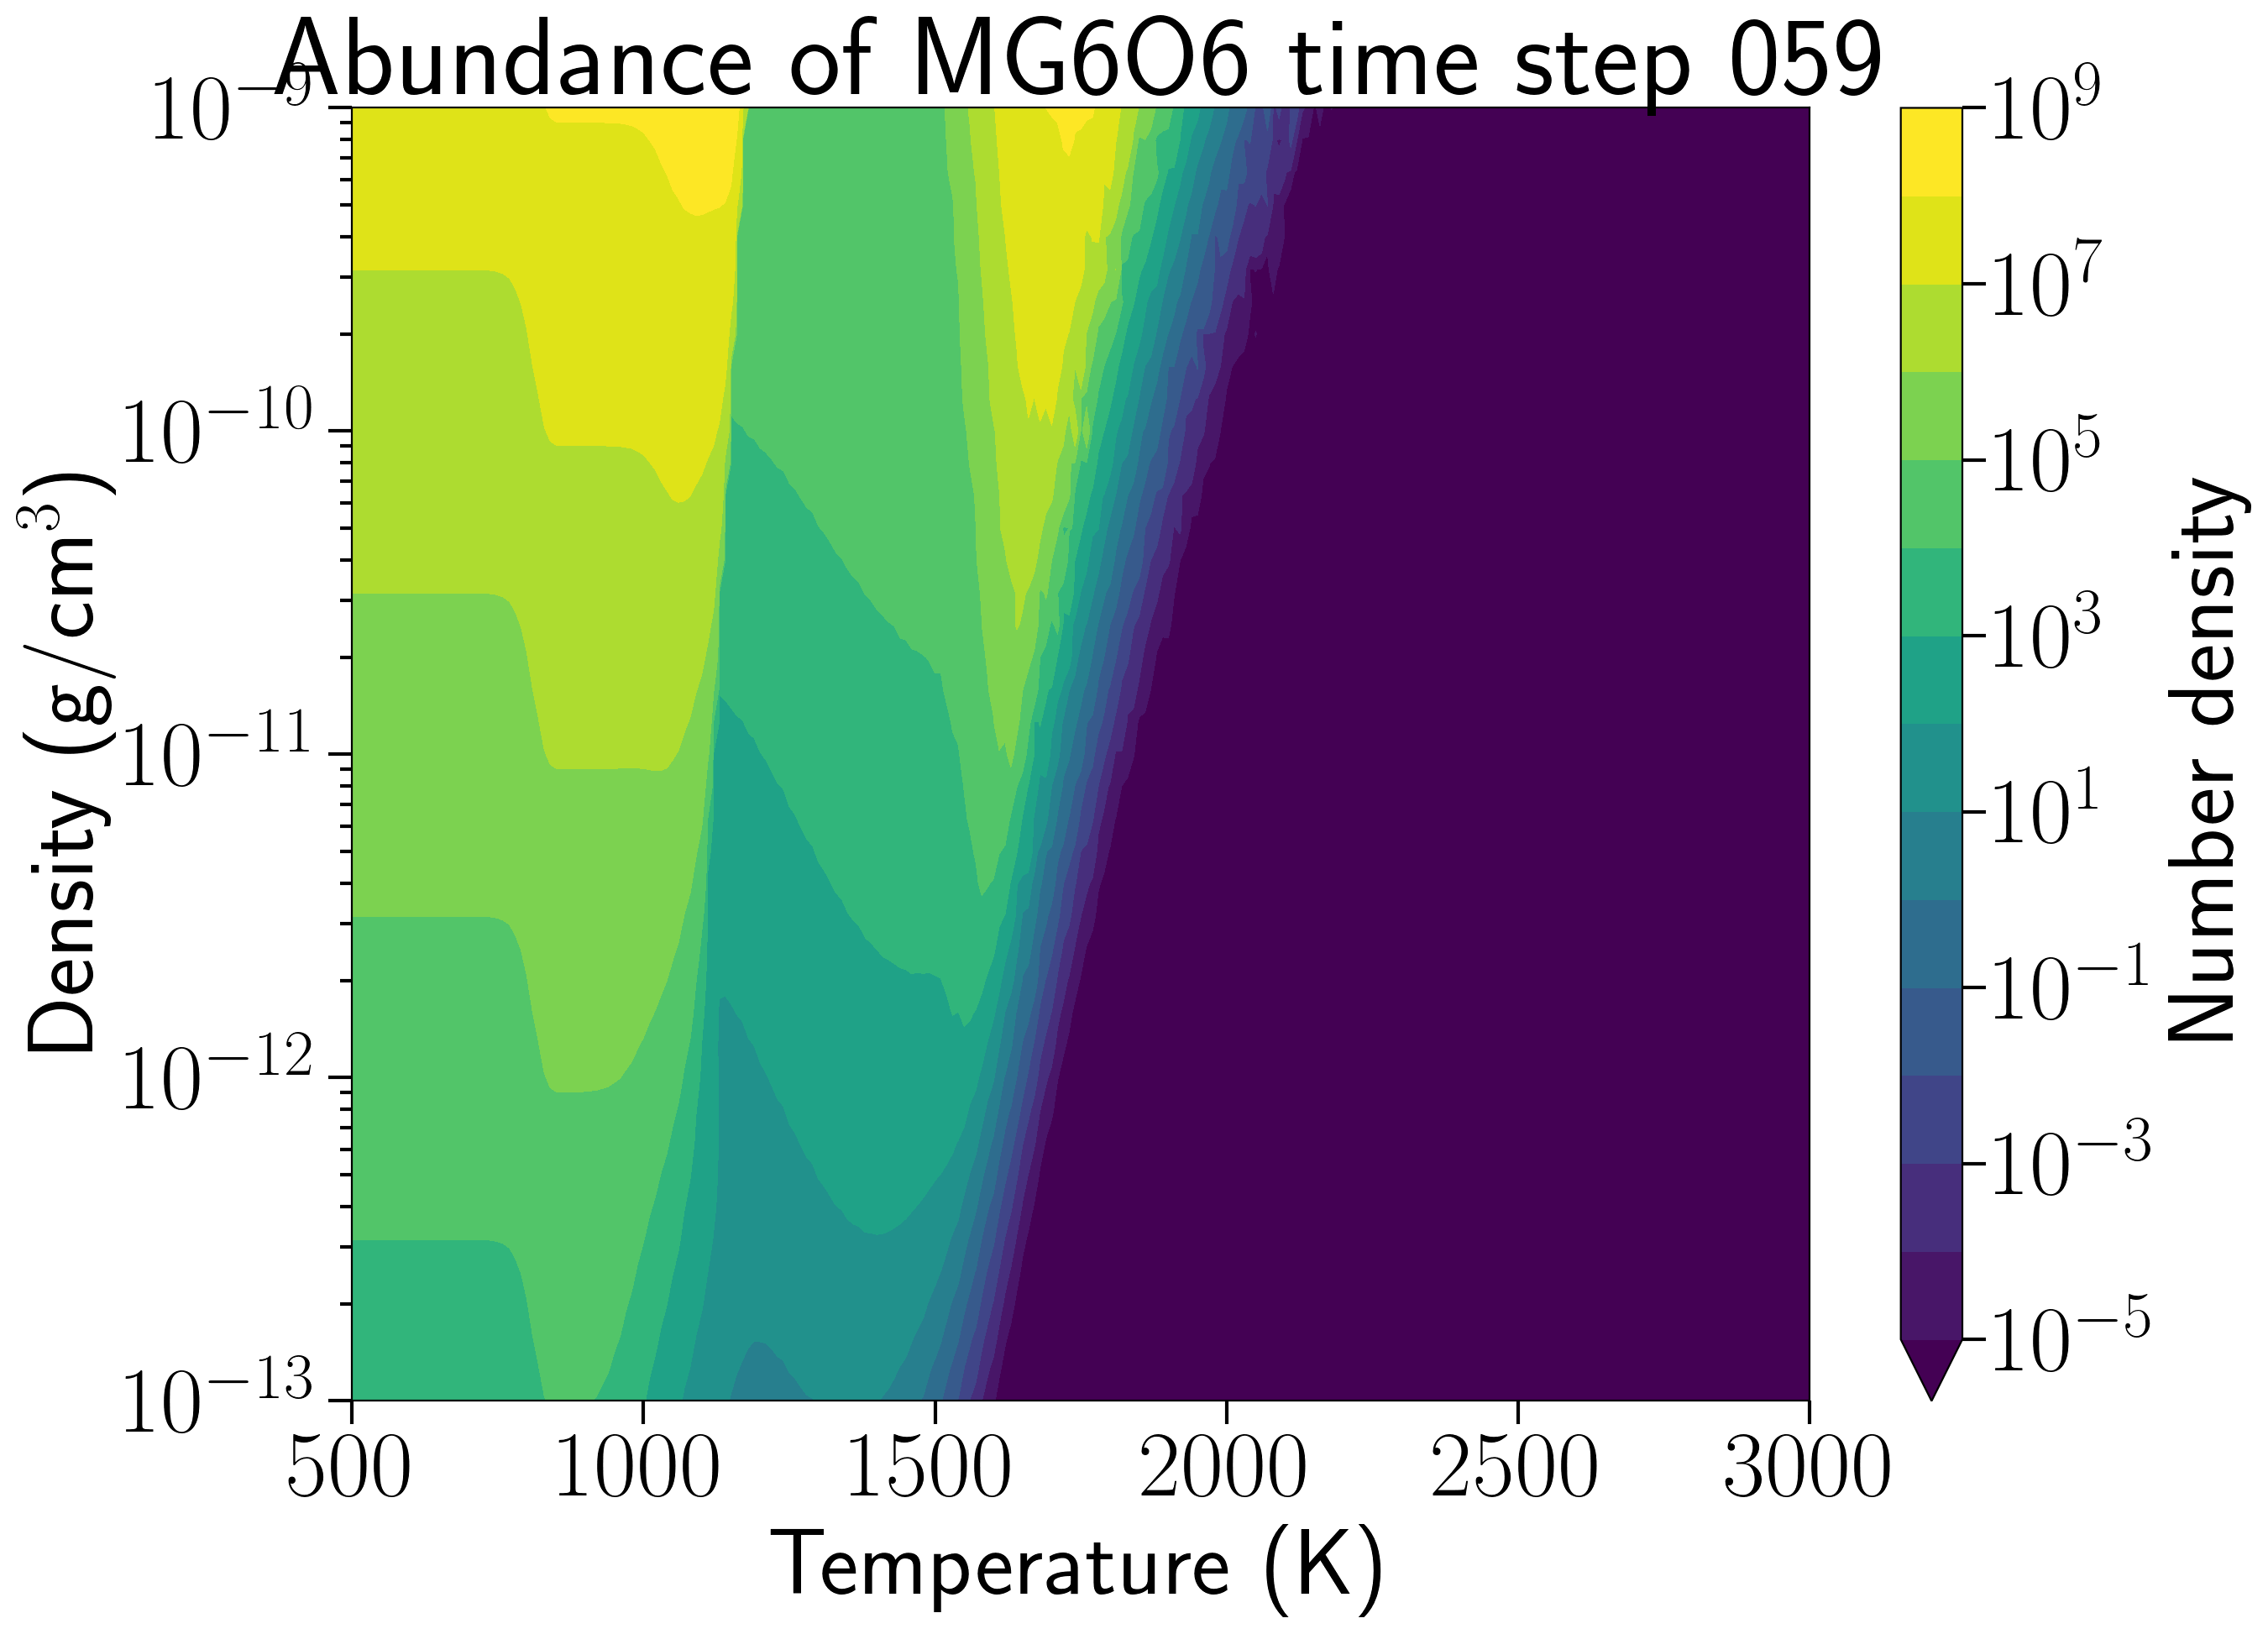 Abundance of MG6O6 time step 059
10⁻⁹
10⁻¹⁰
10⁻¹¹
10⁻¹²
10⁻¹³
Density (g/cm³)
500 1000 1500 2000 2500 3000
Temperature (K)
10⁹
10⁷
10⁵
10³
10¹
10⁻¹
10⁻³
10⁻⁵
Number density